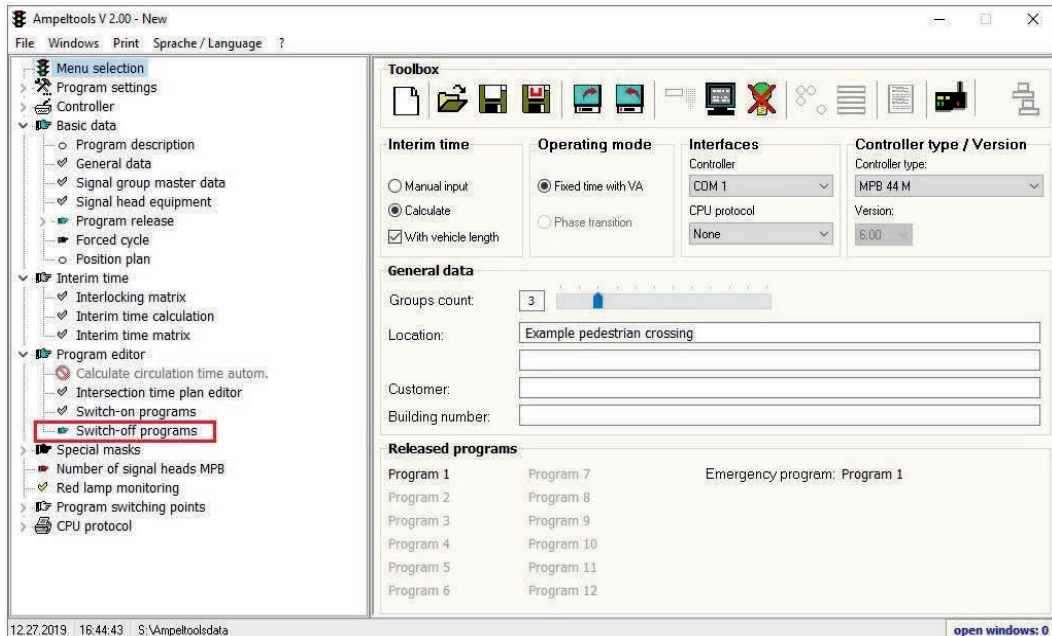 Ampeltools V 2.00 - New
File Windows Print Sprache / Language ?
Menu selection
Program settings
Controller
Basic data
Program description
General data
Signal group master data
Signal head equipment
Program release
Forced cycle
Position plan
Interim time
Interlocking matrix
Interim time calculation
Interim time matrix
Program editor
Calculate circulation time autom.
Intersection time plan editor
Switch-on programs
Switch-off programs
Special masks
Number of signal heads MPB
Red lamp monitoring
Program switching points
CPU protocol
Toolbox
Interim time
Manual input
Calculate
With vehicle length
Operating mode
Fixed time with VA
Phase transition
Interfaces
Controller
COM 1
CPU protocol
None
Controller type / Version
Controller type:
MPB 44 M
Version:
6.00
General data
Groups count: 3
Location: Example pedestrian crossing
Customer:
Building number:
Released programs
Program 1 Program 7 Emergency program: Program 1
Program 2 Program 8
Program 3 Program 9
Program 4 Program 10
Program 5 Program 11
Program 6 Program 12
12.27.2019 16:44:43 S:\Ampeltoolsdata open windows: 0